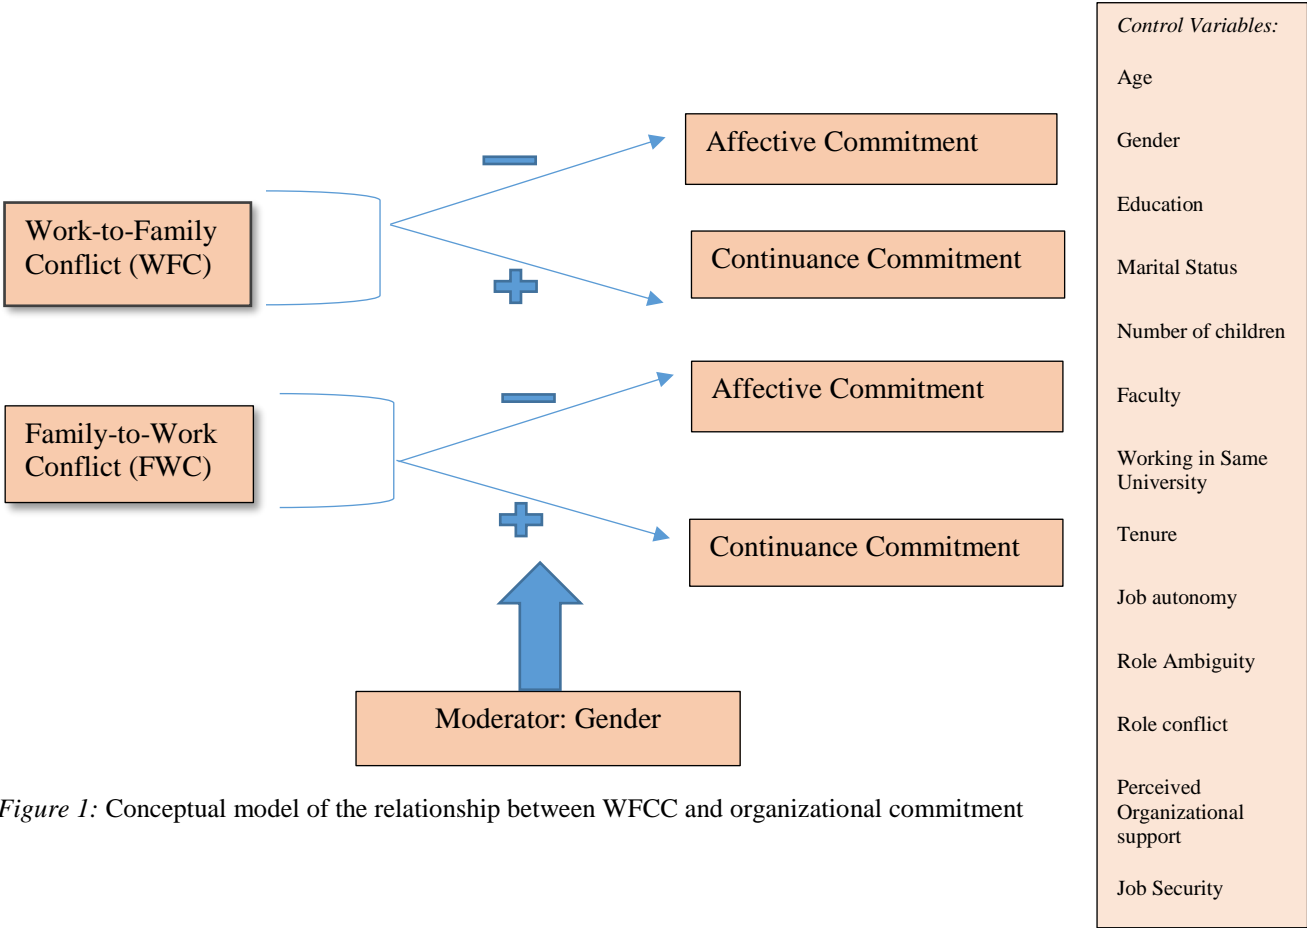 Work-to-Family
Conflict (WFC)
Affective Commitment
Continuance Commitment
Family-to-Work
Conflict (FWC)
Affective Commitment
Continuance Commitment
Moderator: Gender
Figure 1: Conceptual model of the relationship between WFCC and organizational commitment
Control Variables:
Age
Gender
Education
Marital Status
Number of children
Faculty
Working in Same
University
Tenure
Job autonomy
Role Ambiguity
Role conflict
Perceived
Organizational
support
Job Security